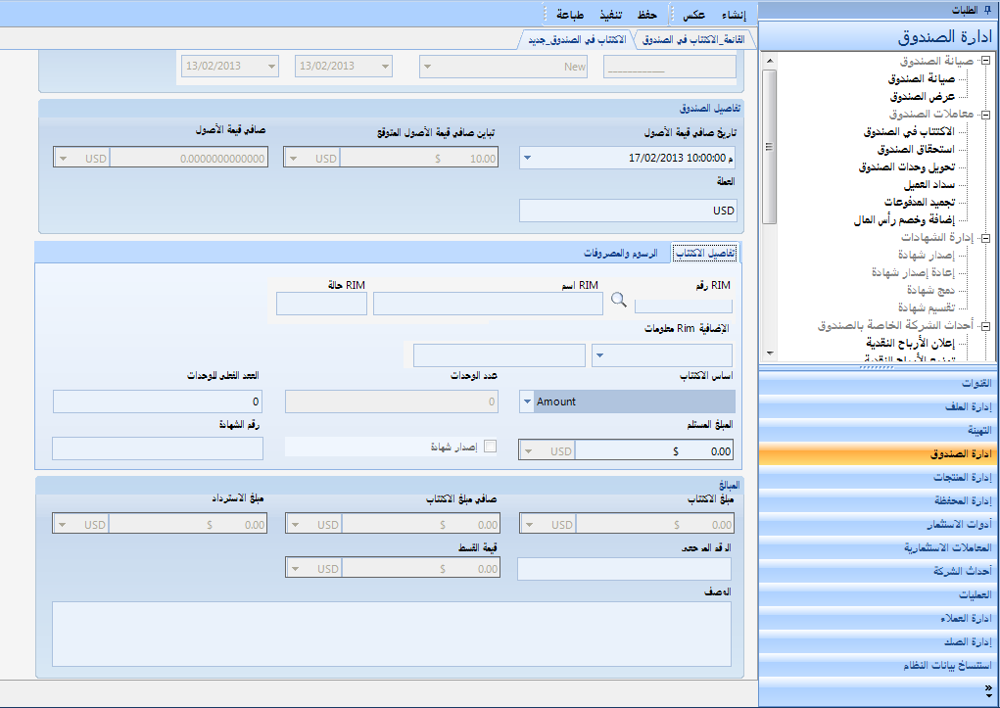 الطلبات
إنشاء عكس حفظ تنفيذ طباعة
ادارة الصندوق
القائمة_الاكتتاب في الصندوق
الاكتتاب في الصندوق_جديد
صيانة الصندوق
صيانة الصندوق
عرض الصندوق
معاملات الصندوق
الاكتتاب في الصندوق
استحقاق الصندوق
تحويل وحدات الصندوق
سداد العميل
تجميد المدفوعات
إضافة وخصم رأس المال
إدارة الشهادات
إصدار شهادة
إعادة إصدار شهادة
دمج شهادة
تقسيم شهادة
أحداث الشركة الخاصة بالصندوق
إعلان الأرباح النقدية
توزيع الأرباح النقدية
القنوات
إدارة الملف
التهيئة
ادارة الصندوق
إدارة المنتجات
إدارة المحفظة
أدوات الاستثمار
المعاملات الاستثمارية
أحداث الشركة
العمليات
ادارة العملاء
إدارة الصك
استنساخ بيانات النظام
___________ New 13/02/2013 13/02/2013
تفاصيل الصندوق
تاريخ صافي قيمة الأصول تباين صافي قيمة الأصول المتوقع صافي قيمة الأصول
17/02/2013 10:00:00 م USD $ 10.00 USD 0.0000000000000
العملة
USD
تفاصيل الاكتتاب الرسوم والمصروفات
RIM رقم RIM اسم RIM حالة
الإضافية Rim معلومات
اساس الاكتتاب عدد الوحدات العدد الفعلى للوحدات
Amount 0 0
المبلغ المستلم رقم الشهادة
USD $ 0.00 إصدار شهادة
المبالغ
مبلغ الاكتتاب صافي مبلغ الاكتتاب مبلغ الاسترداد
USD $ 0.00 USD $ 0.00 USD $ 0.00
الرقم المرجعى قيمة القسط
USD $ 0.00
الوصف